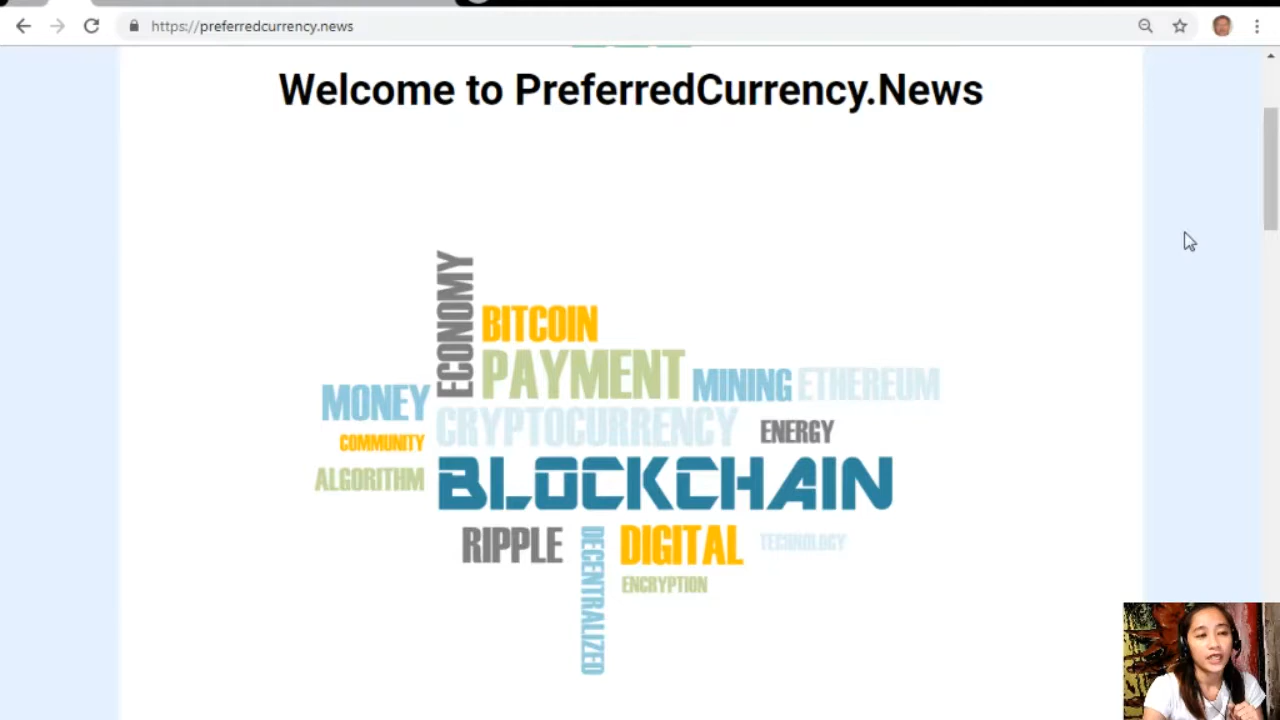 https://preferredcurrency.news
Welcome to PreferredCurrency.News
ECONOMY
BITCOIN
PAYMENT
MONEY
MINING
ETHEREUM
COMMUNITY
CRYPTOCURRENCY
ENERGY
ALGORITHM
BLOCKCHAIN
RIPPLE
DECENTRALIZED
DIGITAL
TECHNOLOGY
ENCRYPTION